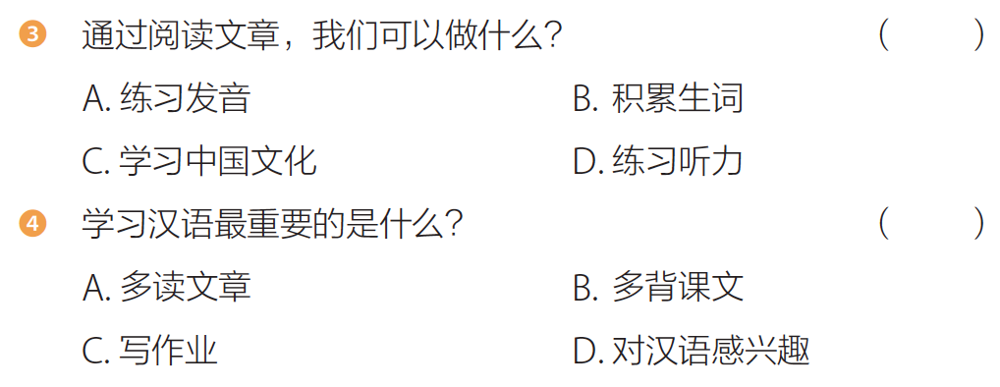 3 通过阅读文章，我们可以做什么？ （ ）
A. 练习发音 B. 积累生词
C. 学习中国文化 D. 练习听力
4 学习汉语最重要的是什么？ （ ）
A. 多读文章 B. 多背课文
C. 写作业 D. 对汉语感兴趣